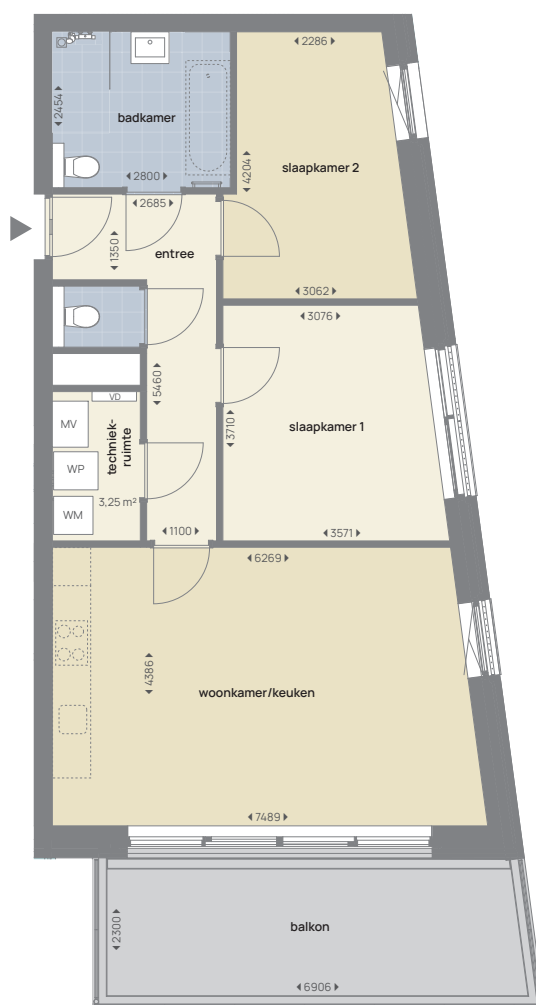 2286
2454
badkamer
4204
slaapkamer 2
2800
2685
1350
entree
3062
3076
VD
5460
MV
techniek-
ruimte
3710
slaapkamer 1
WP
3,25 m²
WM
1100
3571
6269
4386
woonkamer/keuken
7489
2300
balkon
6906